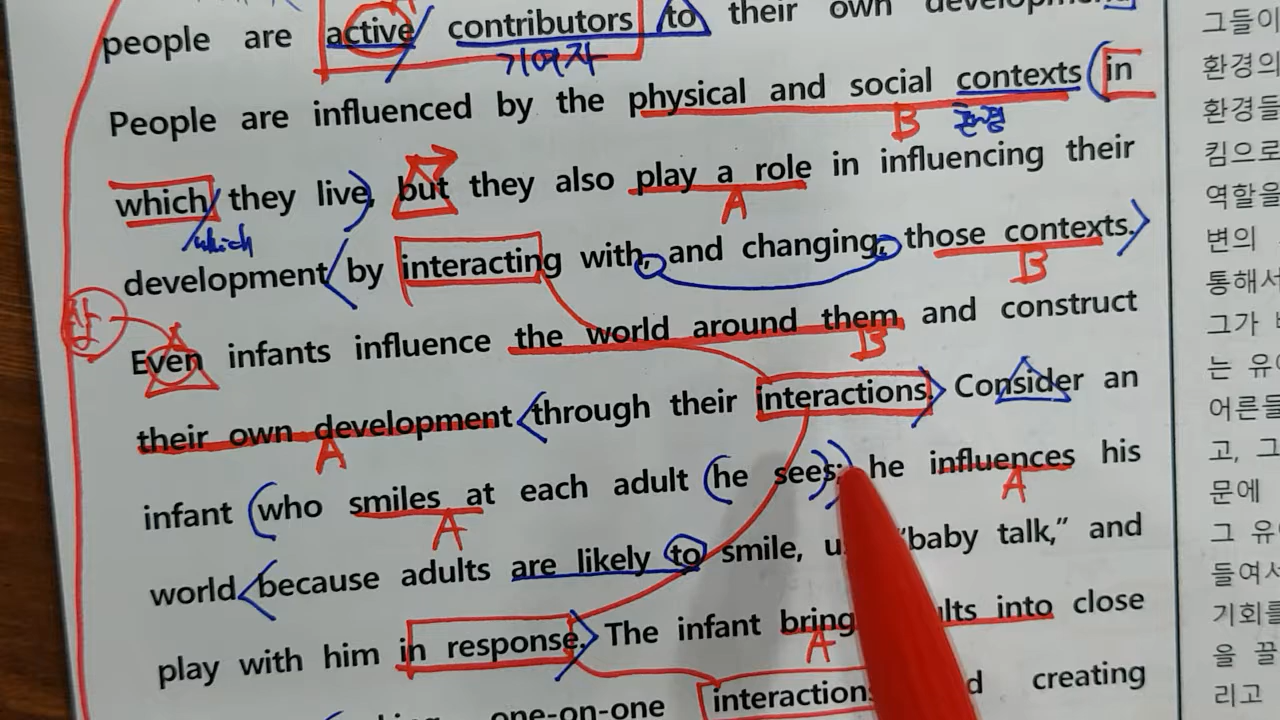 people are active contributors to their own
기여자
People are influenced by the physical and social contexts (in
B 환경
which they live), but they also play a role in influencing their
which A
development by interacting with, and changing, those contexts.
B
Even infants influence the world around them and construct
B
their own development through their interactions. Consider an
A
infant (who smiles at each adult (he sees)); he influences his
A A
world because adults are likely to smile, "baby talk," and
play with him in response. The infant bring into close
A
one-on-one interaction creating
그들이
환경의
환경들
킴으로
역할을
변의
통해서
그가
는 유
어른들
고, 그
문에
그 유
들여서
기회를
을 끌
리고